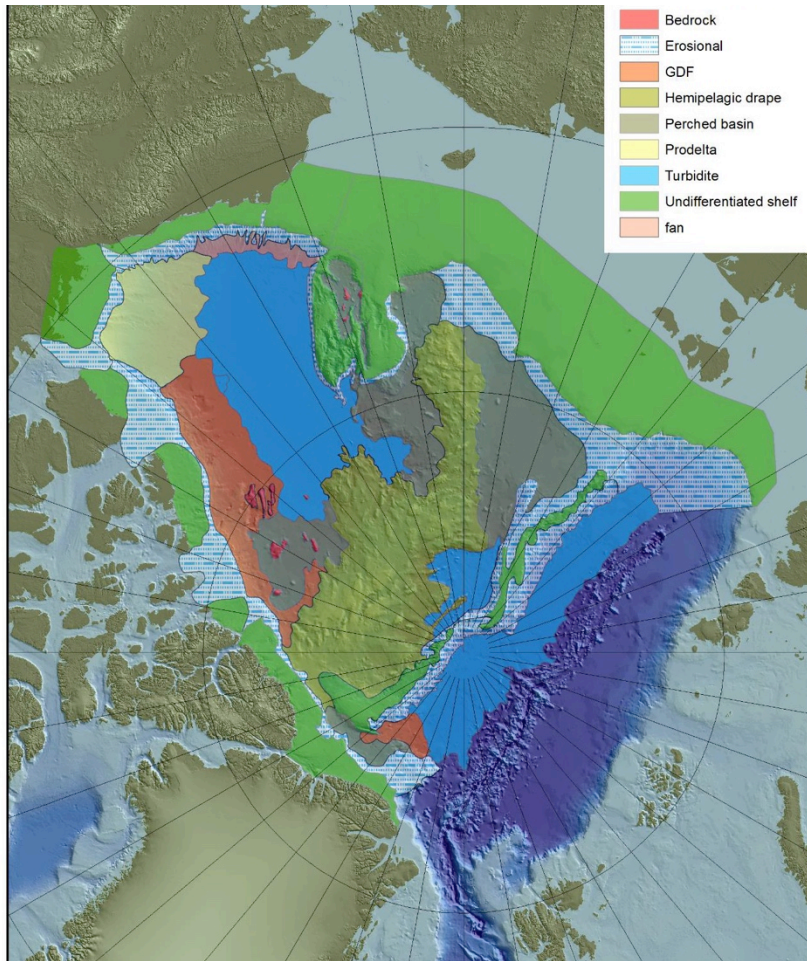 Bedrock
Erosional
GDF
Hemipelagic drape
Perched basin
Prodelta
Turbidite
Undifferentiated shelf
fan